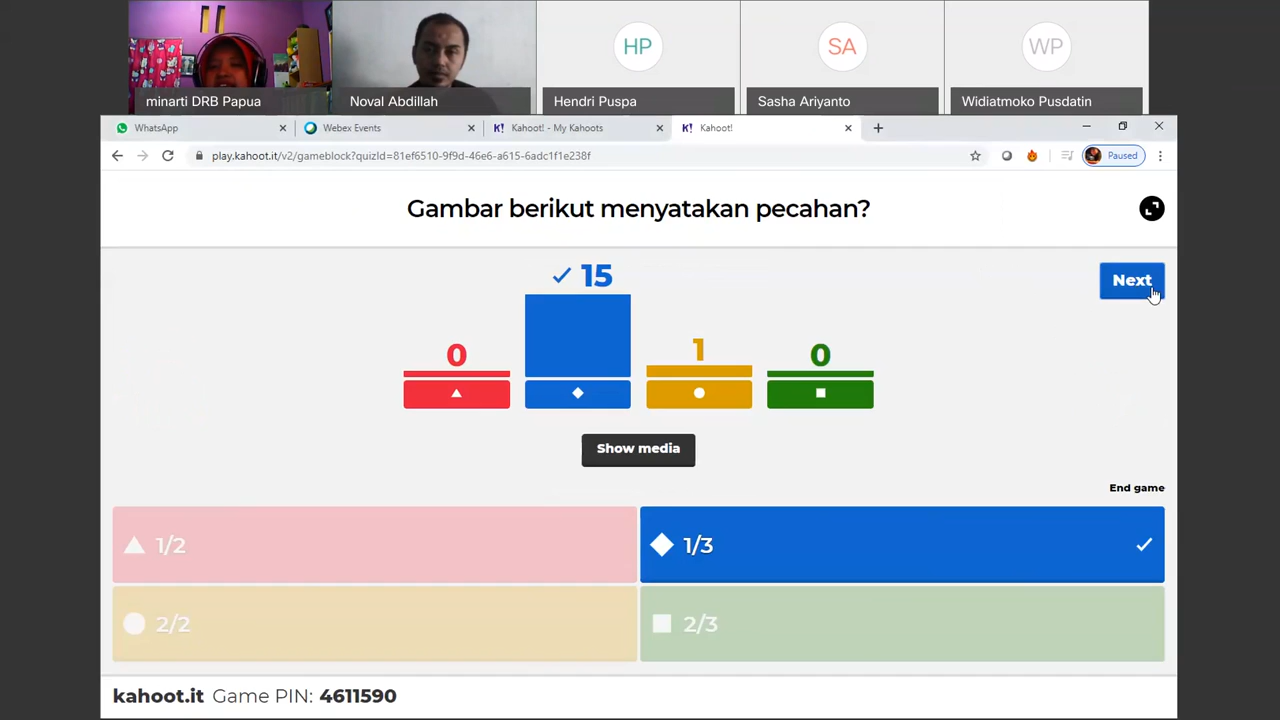 HP
SA
WP
minarti DRB Papua
Noval Abdillah
Hendri Puspa
Sasha Ariyanto
Widiatmoko Pusdatin
WhatsApp
Webex Events
K! Kahoot! - My Kahoots
K! Kahoot!
play.kahoot.it/v2/gameblock?quizId=81ef6510-9f9d-46e6-a615-6adc1f1e238f
Paused
Gambar berikut menyatakan pecahan?
Next
0
15
1
0
Show media
End game
1/2
1/3
2/2
2/3
kahoot.it Game PIN: 4611590